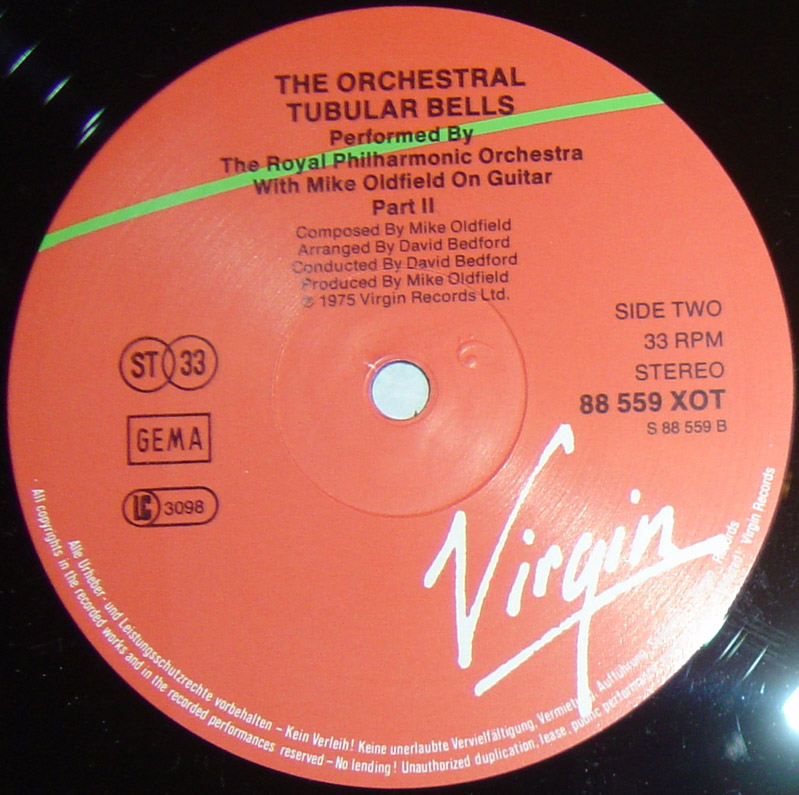 THE ORCHESTRAL
TUBULAR BELLS
Performed By
The Royal Philharmonic Orchestra
With Mike Oldfield On Guitar
Part II
Composed By Mike Oldfield
Arranged By David Bedford
Conducted By David Bedford
Produced By Mike Oldfield
℗ 1975 Virgin Records Ltd.
SIDE TWO
33 RPM
STEREO
88 559 XOT
S 88 559 B
ST 33
GEMA
LC 3098
Virgin
Alle Urheber- und Leistungsschutzrechte vorbehalten – Kein Verleih! Keine unerlaubte Vervielfältigung, Vermietung, Aufführung, Records
All copyrights in the recorded works and in the recorded performances reserved – No lending! Unauthorized duplication, lease, public performance Virgin Records